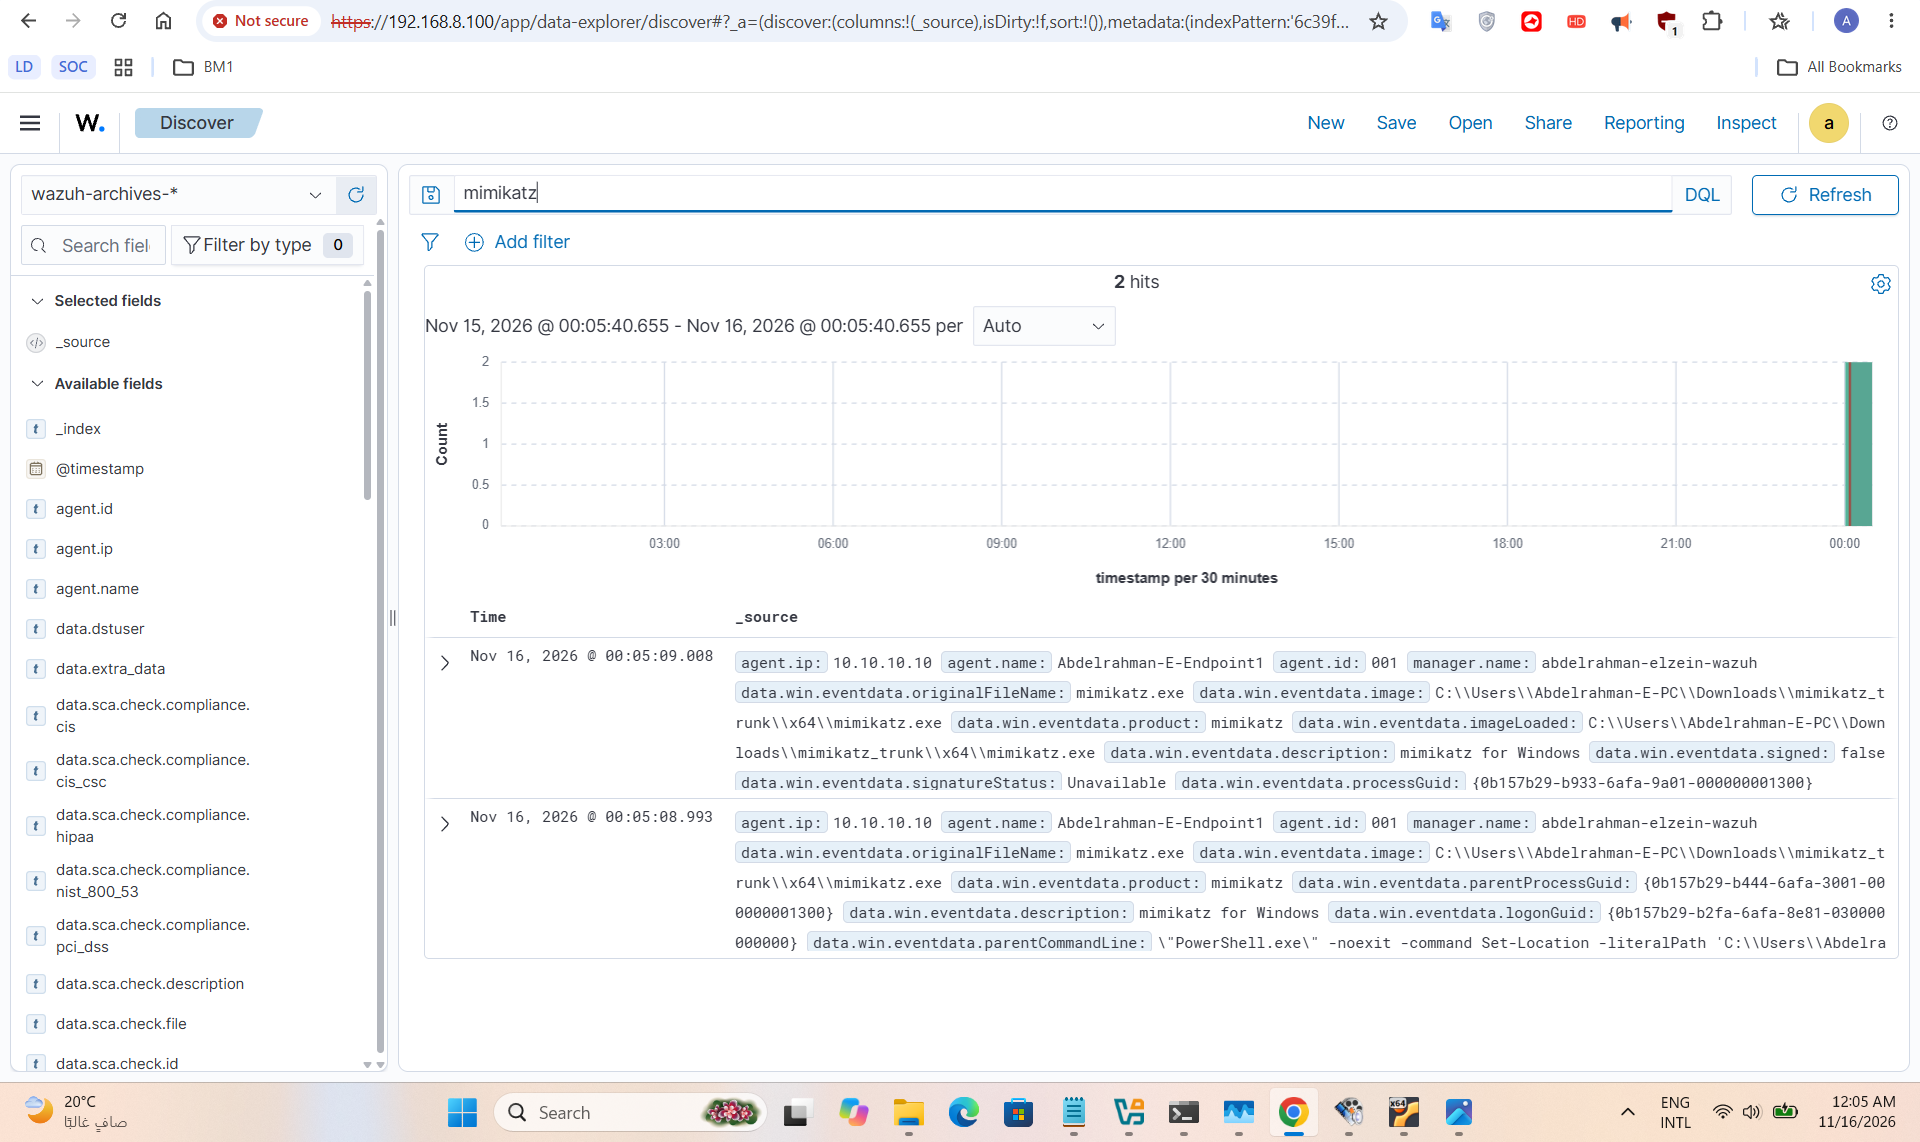 Not secure
https://192.168.8.100/app/data-explorer/discover#?_a=(discover:(columns:!(_source),isDirty:!f,sort:!()),metadata:(indexPattern:'6c39f...
HD
1
A
LD
SOC
BM1
All Bookmarks
W.
Discover
New
Save
Open
Share
Reporting
Inspect
a
wazuh-archives-*
Search fiel
Filter by type 0
Selected fields
_source
Available fields
t _index
@timestamp
t agent.id
t agent.ip
t agent.name
t data.dstuser
t data.extra_data
t data.sca.check.compliance.
cis
t data.sca.check.compliance.
cis_csc
t data.sca.check.compliance.
hipaa
t data.sca.check.compliance.
nist_800_53
t data.sca.check.compliance.
pci_dss
t data.sca.check.description
t data.sca.check.file
t data.sca.check.id
mimikatz
DQL
Refresh
Add filter
2 hits
Nov 15, 2026 @ 00:05:40.655 - Nov 16, 2026 @ 00:05:40.655 per
Auto
Count
2
1.5
1
0.5
0
03:00 06:00 09:00 12:00 15:00 18:00 21:00 00:00
timestamp per 30 minutes
Time _source
Nov 16, 2026 @ 00:05:09.008
agent.ip: 10.10.10.10 agent.name: Abdelrahman-E-Endpoint1 agent.id: 001 manager.name: abdelrahman-elzein-wazuh
data.win.eventdata.originalFileName: mimikatz.exe data.win.eventdata.image: C:\\Users\\Abdelrahman-E-PC\\Downloads\\mimikatz_t
runk\\x64\\mimikatz.exe data.win.eventdata.product: mimikatz data.win.eventdata.imageLoaded: C:\\Users\\Abdelrahman-E-PC\\Down
loads\\mimikatz_trunk\\x64\\mimikatz.exe data.win.eventdata.description: mimikatz for Windows data.win.eventdata.signed: false
data.win.eventdata.signatureStatus: Unavailable data.win.eventdata.processGuid: {0b157b29-b933-6afa-9a01-000000001300}
Nov 16, 2026 @ 00:05:08.993
agent.ip: 10.10.10.10 agent.name: Abdelrahman-E-Endpoint1 agent.id: 001 manager.name: abdelrahman-elzein-wazuh
data.win.eventdata.originalFileName: mimikatz.exe data.win.eventdata.image: C:\\Users\\Abdelrahman-E-PC\\Downloads\\mimikatz_t
runk\\x64\\mimikatz.exe data.win.eventdata.product: mimikatz data.win.eventdata.parentProcessGuid: {0b157b29-b444-6afa-3001-00
0000001300} data.win.eventdata.description: mimikatz for Windows data.win.eventdata.logonGuid: {0b157b29-b2fa-6afa-8e81-030000
000000} data.win.eventdata.parentCommandLine: \"PowerShell.exe\" -noexit -command Set-Location -literalPath 'C:\\Users\\Abdelra
20°C
صافٍ غالبًا
Search
x64
ENG
INTL
12:05 AM
11/16/2026